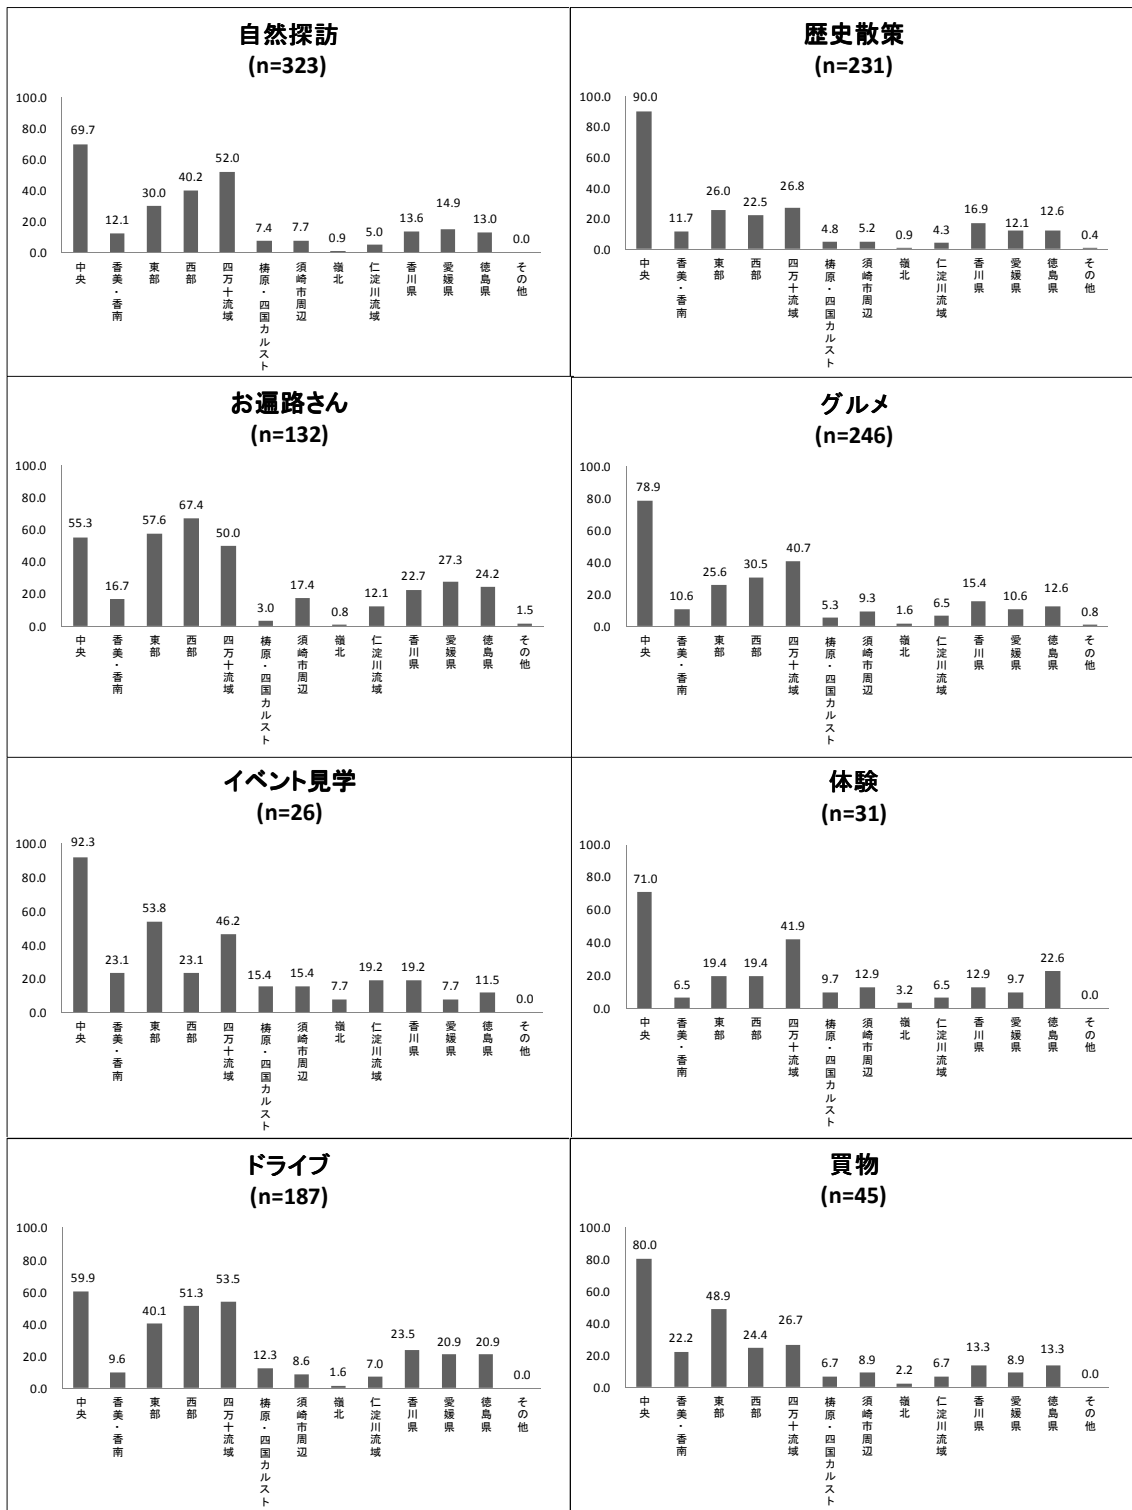 自然探訪
(n=323)
100.0
80.0
60.0
40.0
20.0
0.0
69.7
12.1
30.0
40.2
52.0
7.4
7.7
0.9
5.0
13.6
14.9
13.0
0.0
中央
香美・香南
東部
西部
四万十流域
梼原・四国カルスト
須崎市周辺
嶺北
仁淀川流域
香川県
愛媛県
徳島県
その他
歴史散策
(n=231)
100.0
80.0
60.0
40.0
20.0
0.0
90.0
11.7
26.0
22.5
26.8
4.8
5.2
0.9
4.3
16.9
12.1
12.6
0.4
中央
香美・香南
東部
西部
四万十流域
梼原・四国カルスト
須崎市周辺
嶺北
仁淀川流域
香川県
愛媛県
徳島県
その他
お遍路さん
(n=132)
100.0
80.0
60.0
40.0
20.0
0.0
55.3
16.7
57.6
67.4
50.0
3.0
17.4
0.8
12.1
22.7
27.3
24.2
1.5
中央
香美・香南
東部
西部
四万十流域
梼原・四国カルスト
須崎市周辺
嶺北
仁淀川流域
香川県
愛媛県
徳島県
その他
グルメ
(n=246)
100.0
80.0
60.0
40.0
20.0
0.0
78.9
10.6
25.6
30.5
40.7
5.3
9.3
1.6
6.5
15.4
10.6
12.6
0.8
中央
香美・香南
東部
西部
四万十流域
梼原・四国カルスト
須崎市周辺
嶺北
仁淀川流域
香川県
愛媛県
徳島県
その他
イベント見学
(n=26)
100.0
80.0
60.0
40.0
20.0
0.0
92.3
23.1
53.8
23.1
46.2
15.4
15.4
7.7
19.2
19.2
7.7
11.5
0.0
中央
香美・香南
東部
西部
四万十流域
梼原・四国カルスト
須崎市周辺
嶺北
仁淀川流域
香川県
愛媛県
徳島県
その他
体験
(n=31)
100.0
80.0
60.0
40.0
20.0
0.0
71.0
6.5
19.4
19.4
41.9
9.7
12.9
3.2
6.5
12.9
9.7
22.6
0.0
中央
香美・香南
東部
西部
四万十流域
梼原・四国カルスト
須崎市周辺
嶺北
仁淀川流域
香川県
愛媛県
徳島県
その他
ドライブ
(n=187)
100.0
80.0
60.0
40.0
20.0
0.0
59.9
9.6
40.1
51.3
53.5
12.3
8.6
1.6
7.0
23.5
20.9
20.9
0.0
中央
香美・香南
東部
西部
四万十流域
梼原・四国カルスト
須崎市周辺
嶺北
仁淀川流域
香川県
愛媛県
徳島県
その他
買物
(n=45)
100.0
80.0
60.0
40.0
20.0
0.0
80.0
22.2
48.9
24.4
26.7
6.7
8.9
2.2
6.7
13.3
8.9
13.3
0.0
中央
香美・香南
東部
西部
四万十流域
梼原・四国カルスト
須崎市周辺
嶺北
仁淀川流域
香川県
愛媛県
徳島県
その他